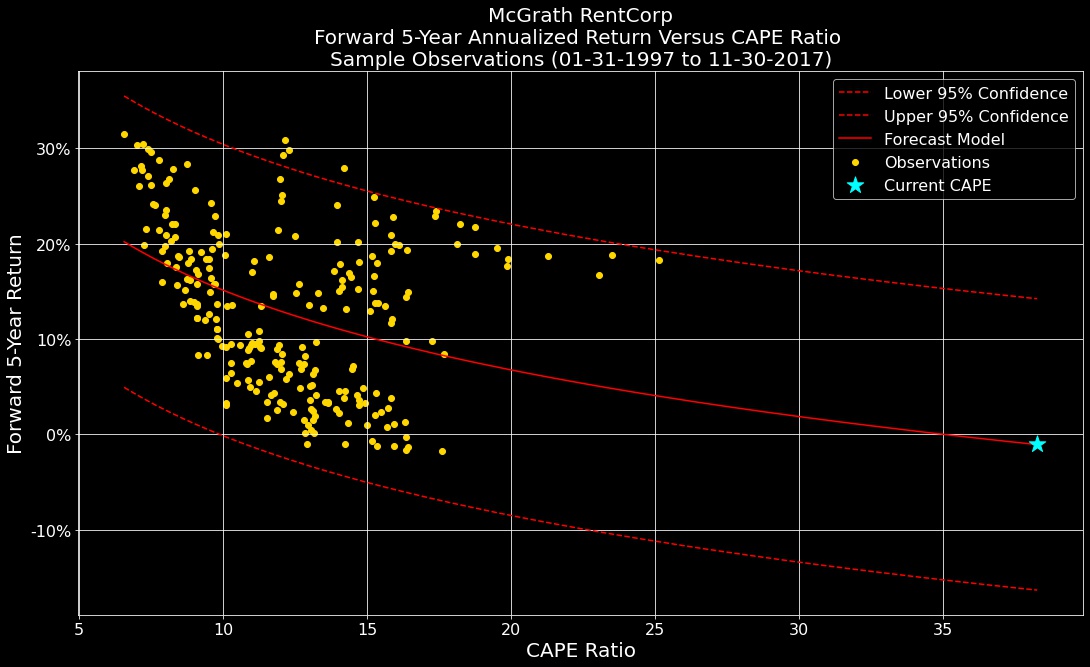 McGrath RentCorp
Forward 5-Year Annualized Return Versus CAPE Ratio
Sample Observations (01-31-1997 to 11-30-2017)
Lower 95% Confidence
Upper 95% Confidence
Forecast Model
Observations
Current CAPE
Forward 5-Year Return
30%
20%
10%
0%
-10%
5 10 15 20 25 30 35
CAPE Ratio